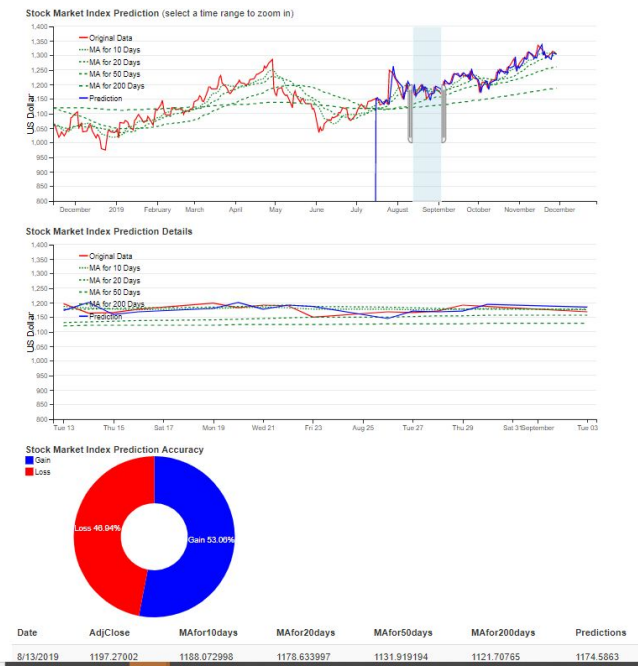 Stock Market Index Prediction (select a time range to zoom in)
1,400
1,350
1,300
1,250
1,200
1,150
1,100
1,050
1,000
950
900
850
800
US Dollar
Original Data
MA for 10 Days
MA for 20 Days
MA for 50 Days
MA for 200 Days
Prediction
December 2019 February March April May June July August September October November December
Stock Market Index Prediction Details
1,400
1,350
1,300
1,250
1,200
1,150
1,100
1,050
1,000
950
900
850
800
US Dollar
Original Data
MA for 10 Days
MA for 20 Days
MA for 50 Days
MA for 200 Days
Prediction
Tue 13 Thu 15 Sat 17 Mon 19 Wed 21 Fri 23 Aug 25 Tue 27 Thu 29 Sat 31 September Tue 03
Stock Market Index Prediction Accuracy
Gain
Loss
Loss 46.94%
Gain 53.06%
Date AdjClose MAfor10days MAfor20days MAfor50days MAfor200days Predictions
8/13/2019 1197.27002 1188.072998 1178.633997 1131.919194 1121.70765 1174.5863